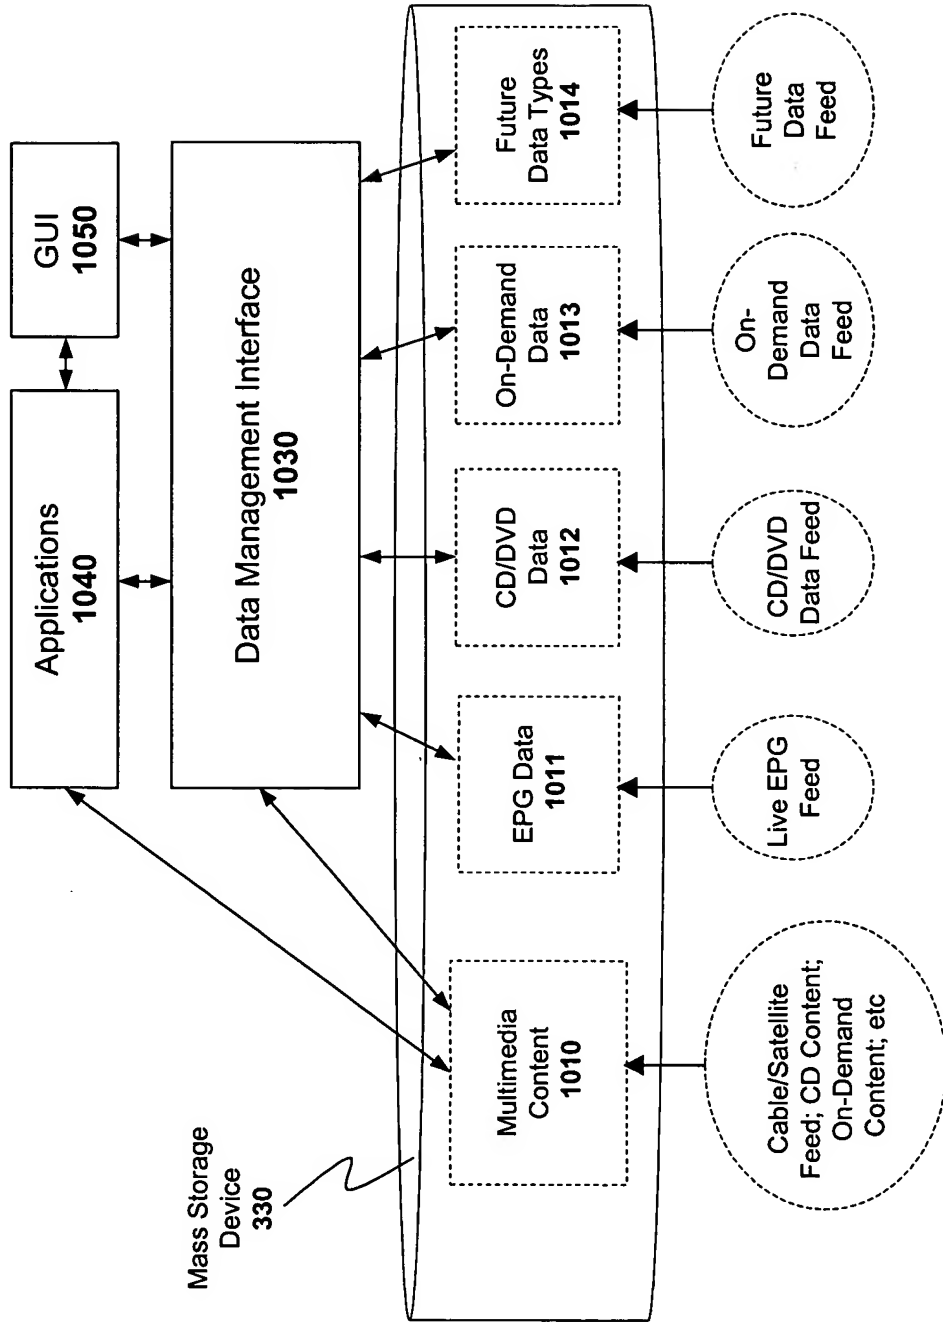 Applications
1040
GUI
1050
Data Management Interface
1030
Mass Storage
Device
330
Multimedia
Content
1010
EPG Data
1011
CD/DVD
Data
1012
On-Demand
Data
1013
Future
Data Types
1014
Cable/Satellite
Feed; CD Content;
On-Demand
Content; etc
Live EPG
Feed
CD/DVD
Data Feed
On-
Demand
Data
Feed
Future
Data
Feed